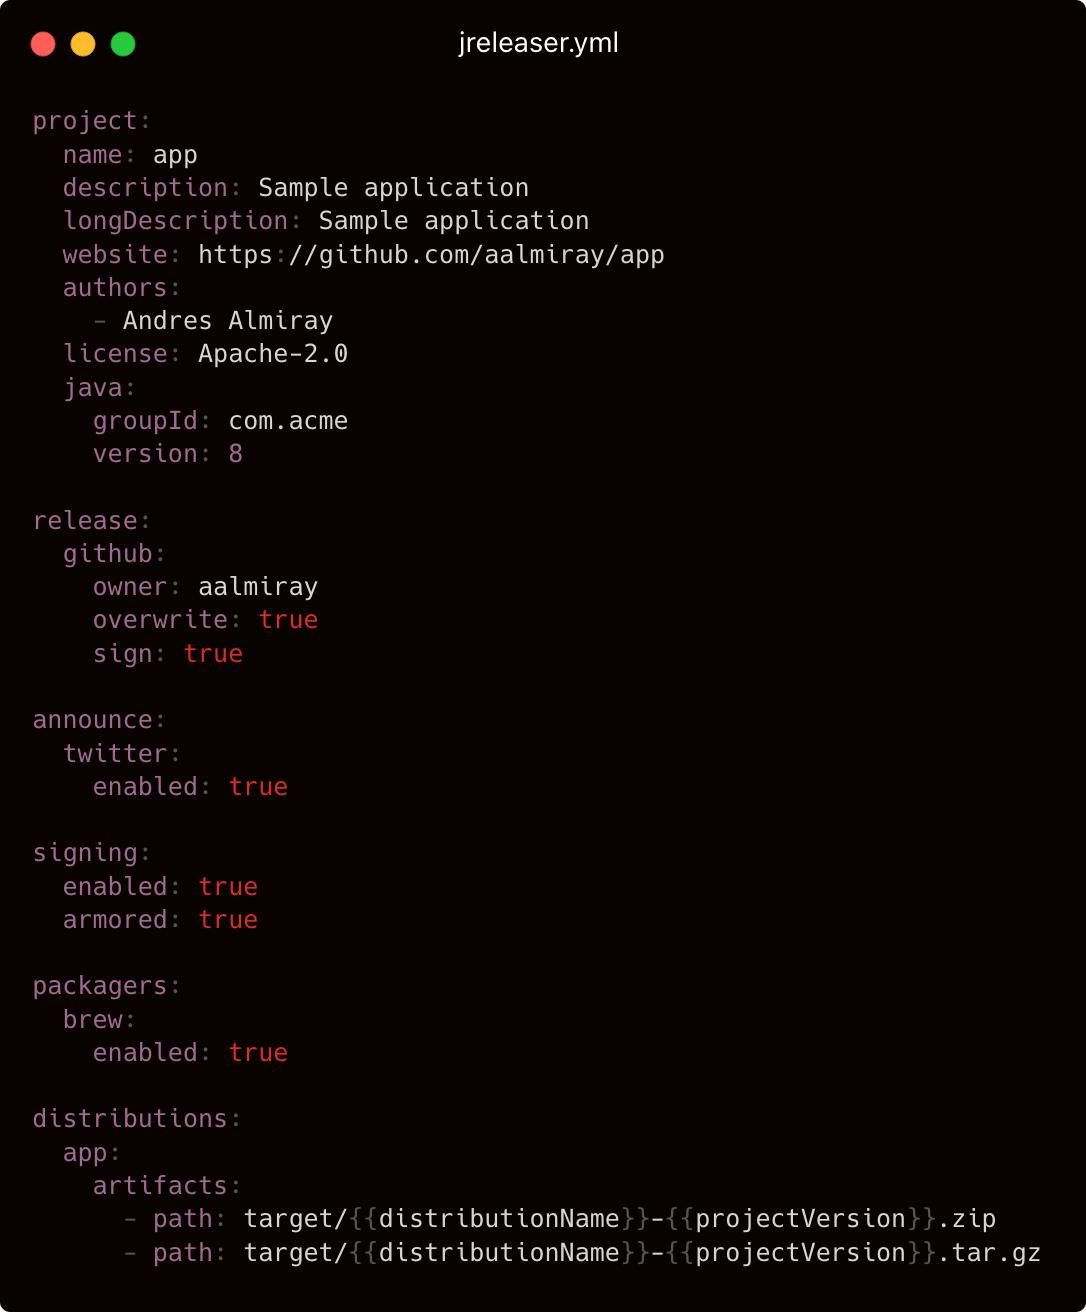 jreleaser.yml
project:
  name: app
  description: Sample application
  longDescription: Sample application
  website: https://github.com/aalmiray/app
  authors:
    - Andres Almiray
  license: Apache-2.0
  java:
    groupId: com.acme
    version: 8

release:
  github:
    owner: aalmiray
    overwrite: true
    sign: true

announce:
  twitter:
    enabled: true

signing:
  enabled: true
  armored: true

packagers:
  brew:
    enabled: true

distributions:
  app:
    artifacts:
      - path: target/{{distributionName}}-{{projectVersion}}.zip
      - path: target/{{distributionName}}-{{projectVersion}}.tar.gz